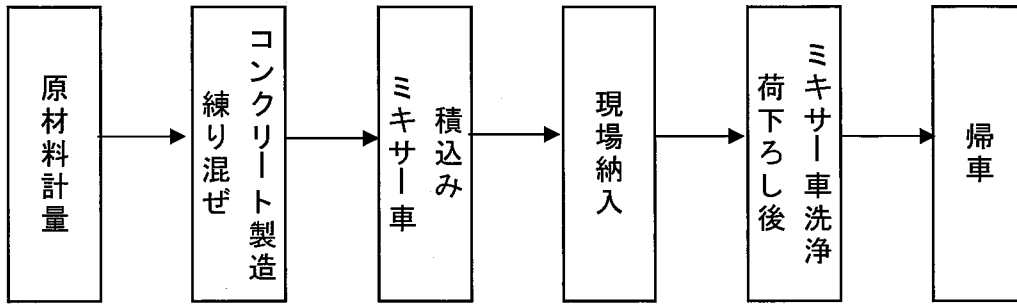 原材料計量
コンクリート製造
練り混ぜ
積込み
ミキサー車
現場納入
ミキサー車洗浄
荷下ろし後
帰車